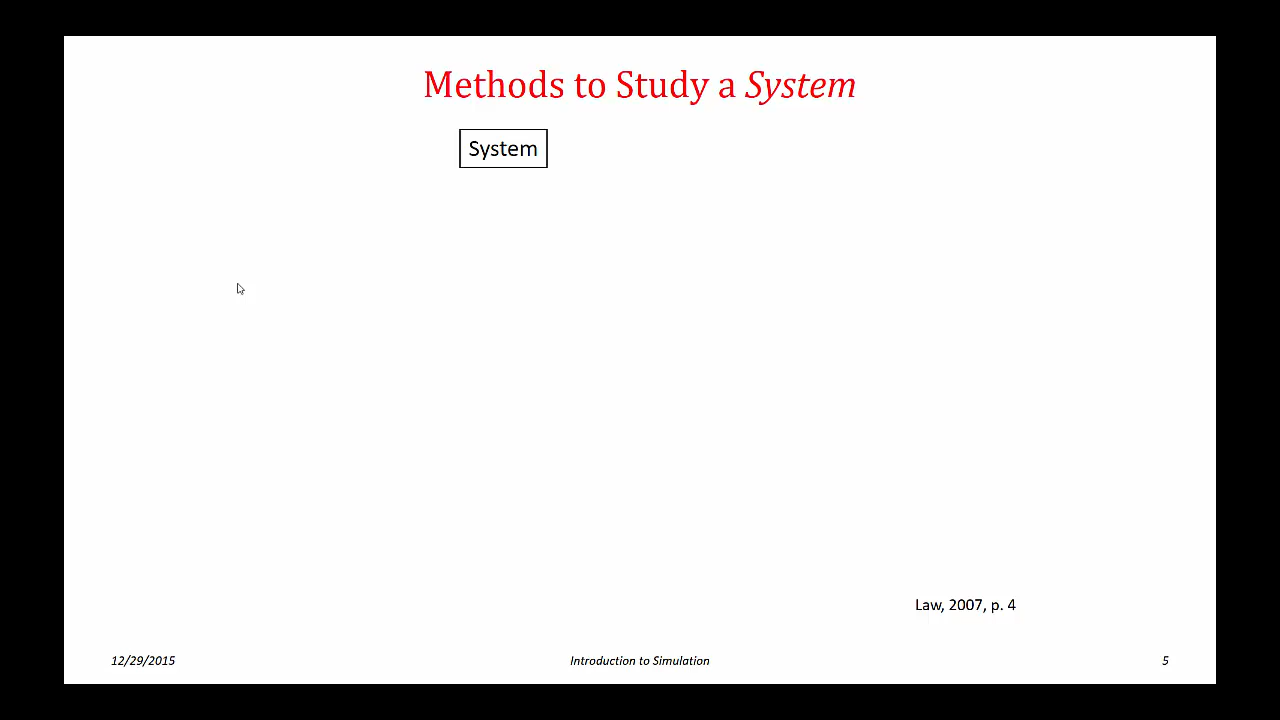 Methods to Study a System
System
Law, 2007, p. 4
12/29/2015
Introduction to Simulation
5